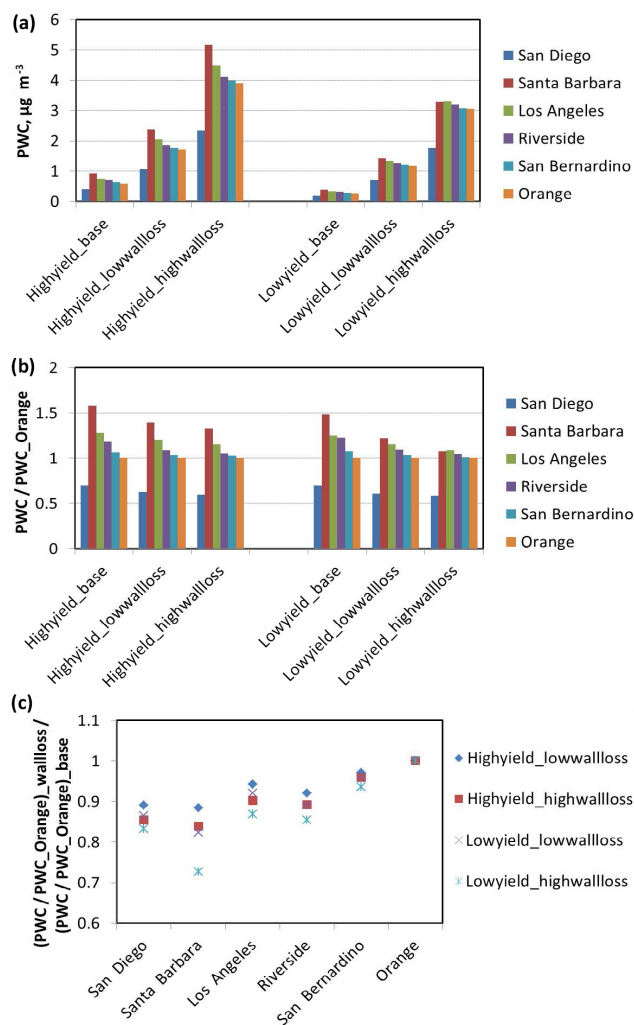 (a)
PWC, µg m-3
6
5
4
3
2
1
0
Highyield_base
Highyield_lowwallloss
Highyield_highwallloss
Lowyield_base
Lowyield_lowwallloss
Lowyield_highwallloss
San Diego
Santa Barbara
Los Angeles
Riverside
San Bernardino
Orange
(b)
PWC / PWC_Orange
2
1.5
1
0.5
0
Highyield_base
Highyield_lowwallloss
Highyield_highwallloss
Lowyield_base
Lowyield_lowwallloss
Lowyield_highwallloss
San Diego
Santa Barbara
Los Angeles
Riverside
San Bernardino
Orange
(c)
(PWC / PWC_Orange)_wallloss /
(PWC / PWC_Orange)_base
1.1
1
0.9
0.8
0.7
0.6
San Diego
Santa Barbara
Los Angeles
Riverside
San Bernardino
Orange
Highyield_lowwallloss
Highyield_highwallloss
Lowyield_lowwallloss
Lowyield_highwallloss